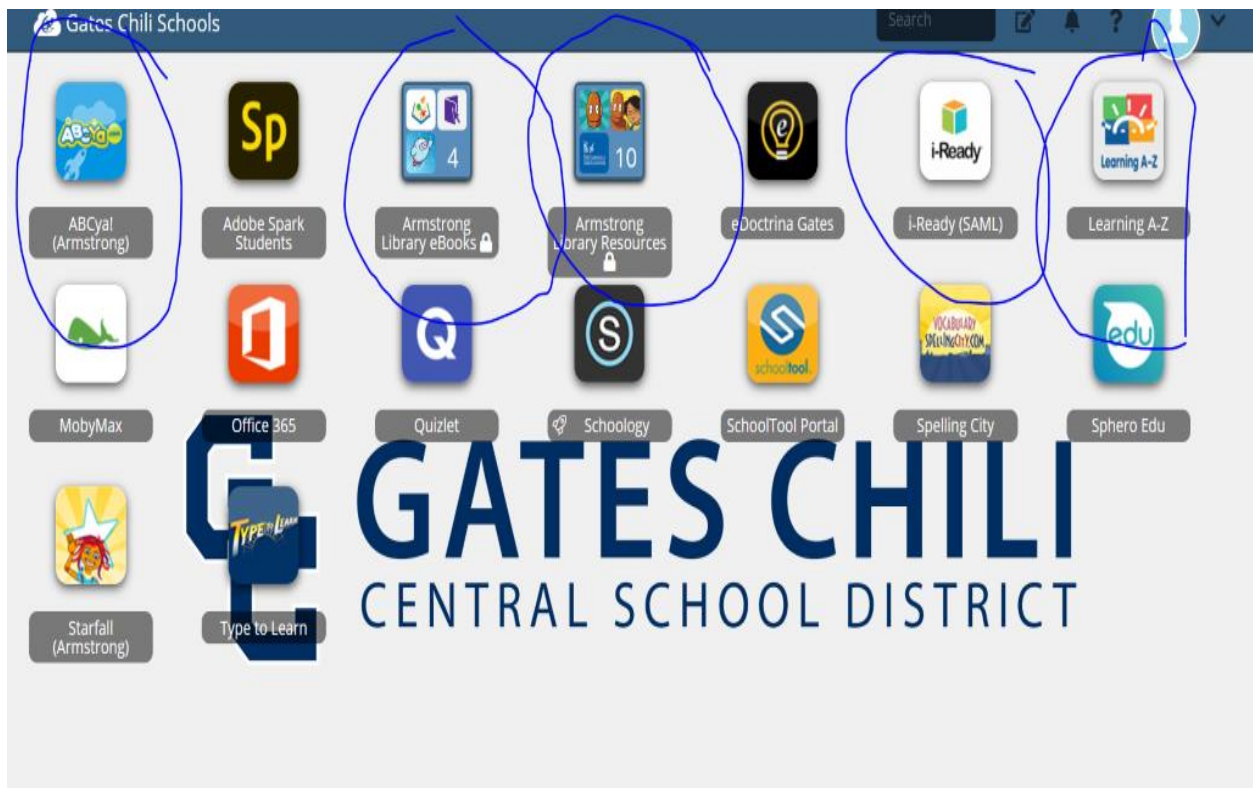 Gates Chili Schools
Search
?
ABCya.com
Sp
4
10
e
i-Ready
Learning A-Z
ABCya!
(Armstrong)
Adobe Spark
Students
Armstrong
Library eBooks
Armstrong
Library Resources
eDoctrina Gates
i-Ready (SAML)
Learning A-Z
Q
S
schooltool.
VOCABULARY
SPELLINGCITY.COM
edu
MobyMax
Office 365
Quizlet
Schoology
SchoolTool Portal
Spelling City
Sphero Edu
GC
GATES CHILI
CENTRAL SCHOOL DISTRICT
TYPE to LEARN
Starfall
(Armstrong)
Type to Learn